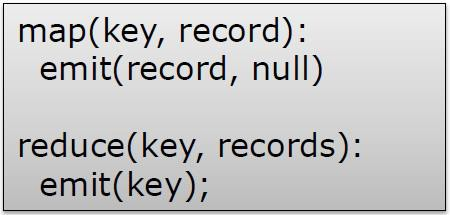 map(key, record):
  emit(record, null)

reduce(key, records):
  emit(key);